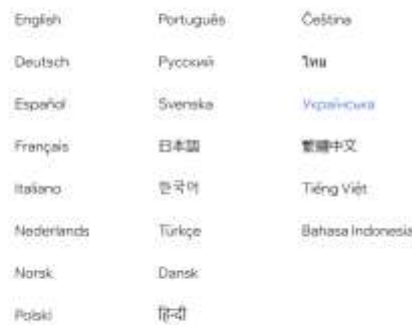 English
Deutsch
Español
Français
Italiano
Nederlands
Norsk
Polski
Português
Русский
Svenska
日本語
한국어
Türkçe
Dansk
हिन्दी
Čeština
ไทย
Українська
繁體中文
Tiếng Việt
Bahasa Indonesia